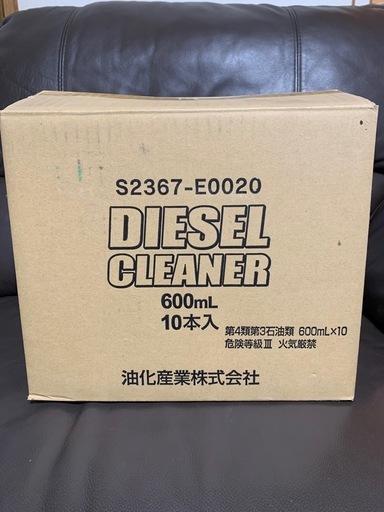 S2367-E0020
DIESEL
CLEANER
600mL
10本入
第4類第3石油類 600mL×10
危険等級Ⅲ 火気厳禁
油化産業株式会社